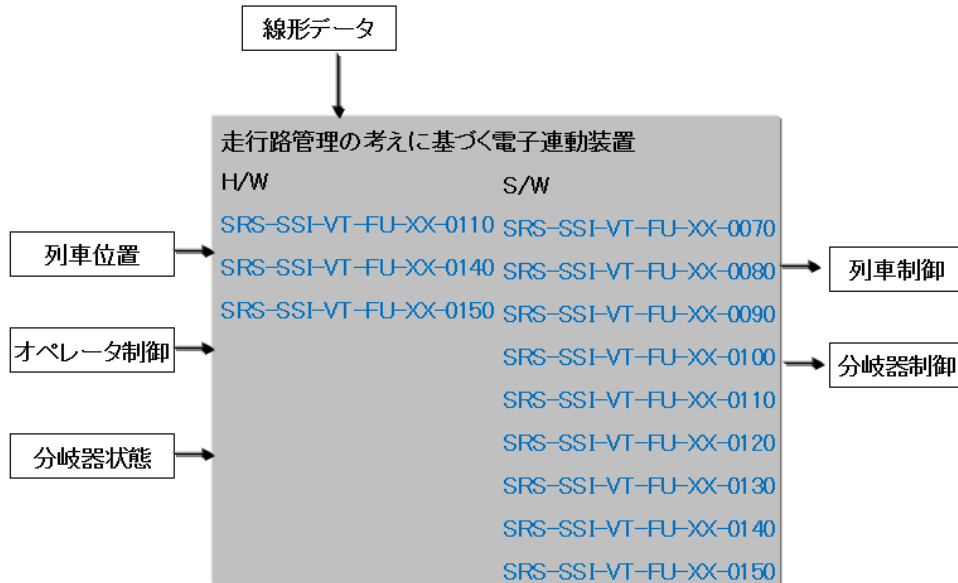 線形データ
走行路管理の考えに基づく電子連動装置
H/W
S/W
SRS-SSI-VT-FU-XX-0110
SRS-SSI-VT-FU-XX-0140
SRS-SSI-VT-FU-XX-0150
SRS-SSI-VT-FU-XX-0070
SRS-SSI-VT-FU-XX-0080
SRS-SSI-VT-FU-XX-0090
SRS-SSI-VT-FU-XX-0100
SRS-SSI-VT-FU-XX-0110
SRS-SSI-VT-FU-XX-0120
SRS-SSI-VT-FU-XX-0130
SRS-SSI-VT-FU-XX-0140
SRS-SSI-VT-FU-XX-0150
列車位置
オペレータ制御
分岐器状態
列車制御
分岐器制御